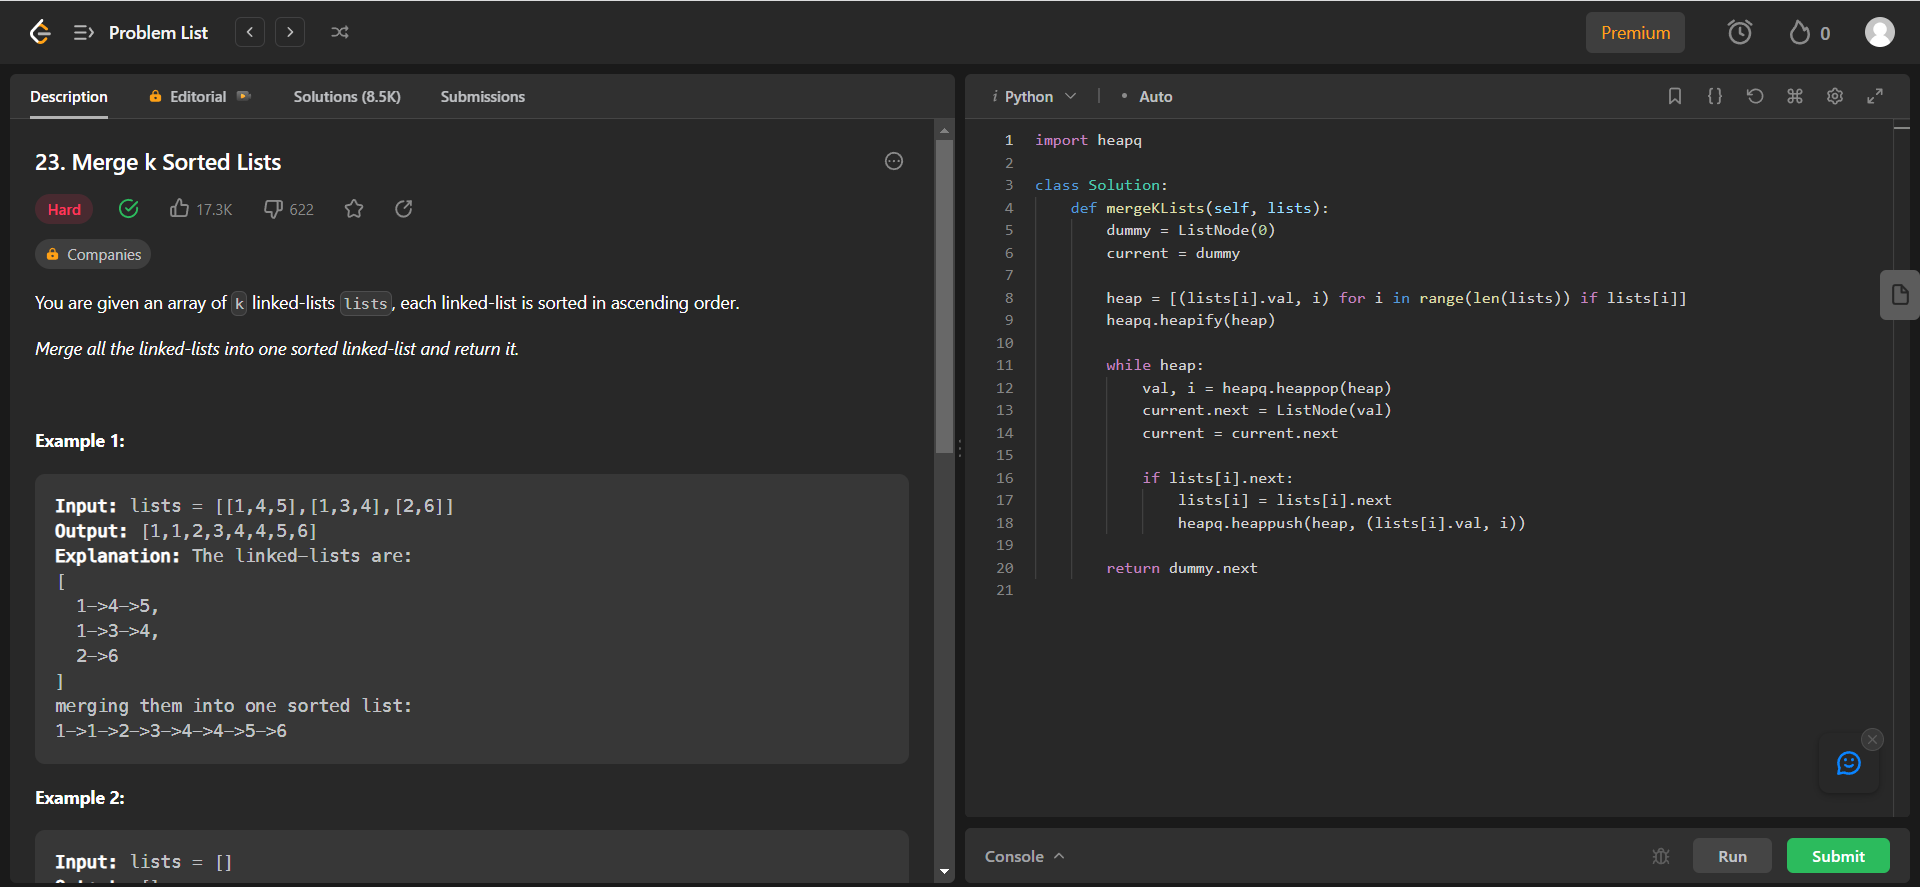 Problem List
Premium
0
Description
Editorial
Solutions (8.5K)
Submissions
23. Merge k Sorted Lists
Hard
17.3K
622
Companies
You are given an array of k linked-lists lists, each linked-list is sorted in ascending order.
Merge all the linked-lists into one sorted linked-list and return it.
Example 1:
Input: lists = [[1,4,5],[1,3,4],[2,6]]
Output: [1,1,2,3,4,4,5,6]
Explanation: The linked-lists are:
[
  1->4->5,
  1->3->4,
  2->6
]
merging them into one sorted list:
1->1->2->3->4->4->5->6
Example 2:
Input: lists = []
i Python
• Auto
1 import heapq
2
3 class Solution:
4     def mergeKLists(self, lists):
5         dummy = ListNode(0)
6         current = dummy
7
8         heap = [(lists[i].val, i) for i in range(len(lists)) if lists[i]]
9         heapq.heapify(heap)
10
11         while heap:
12             val, i = heapq.heappop(heap)
13             current.next = ListNode(val)
14             current = current.next
15
16             if lists[i].next:
17                 lists[i] = lists[i].next
18                 heapq.heappush(heap, (lists[i].val, i))
19
20         return dummy.next
21
Console
Run
Submit